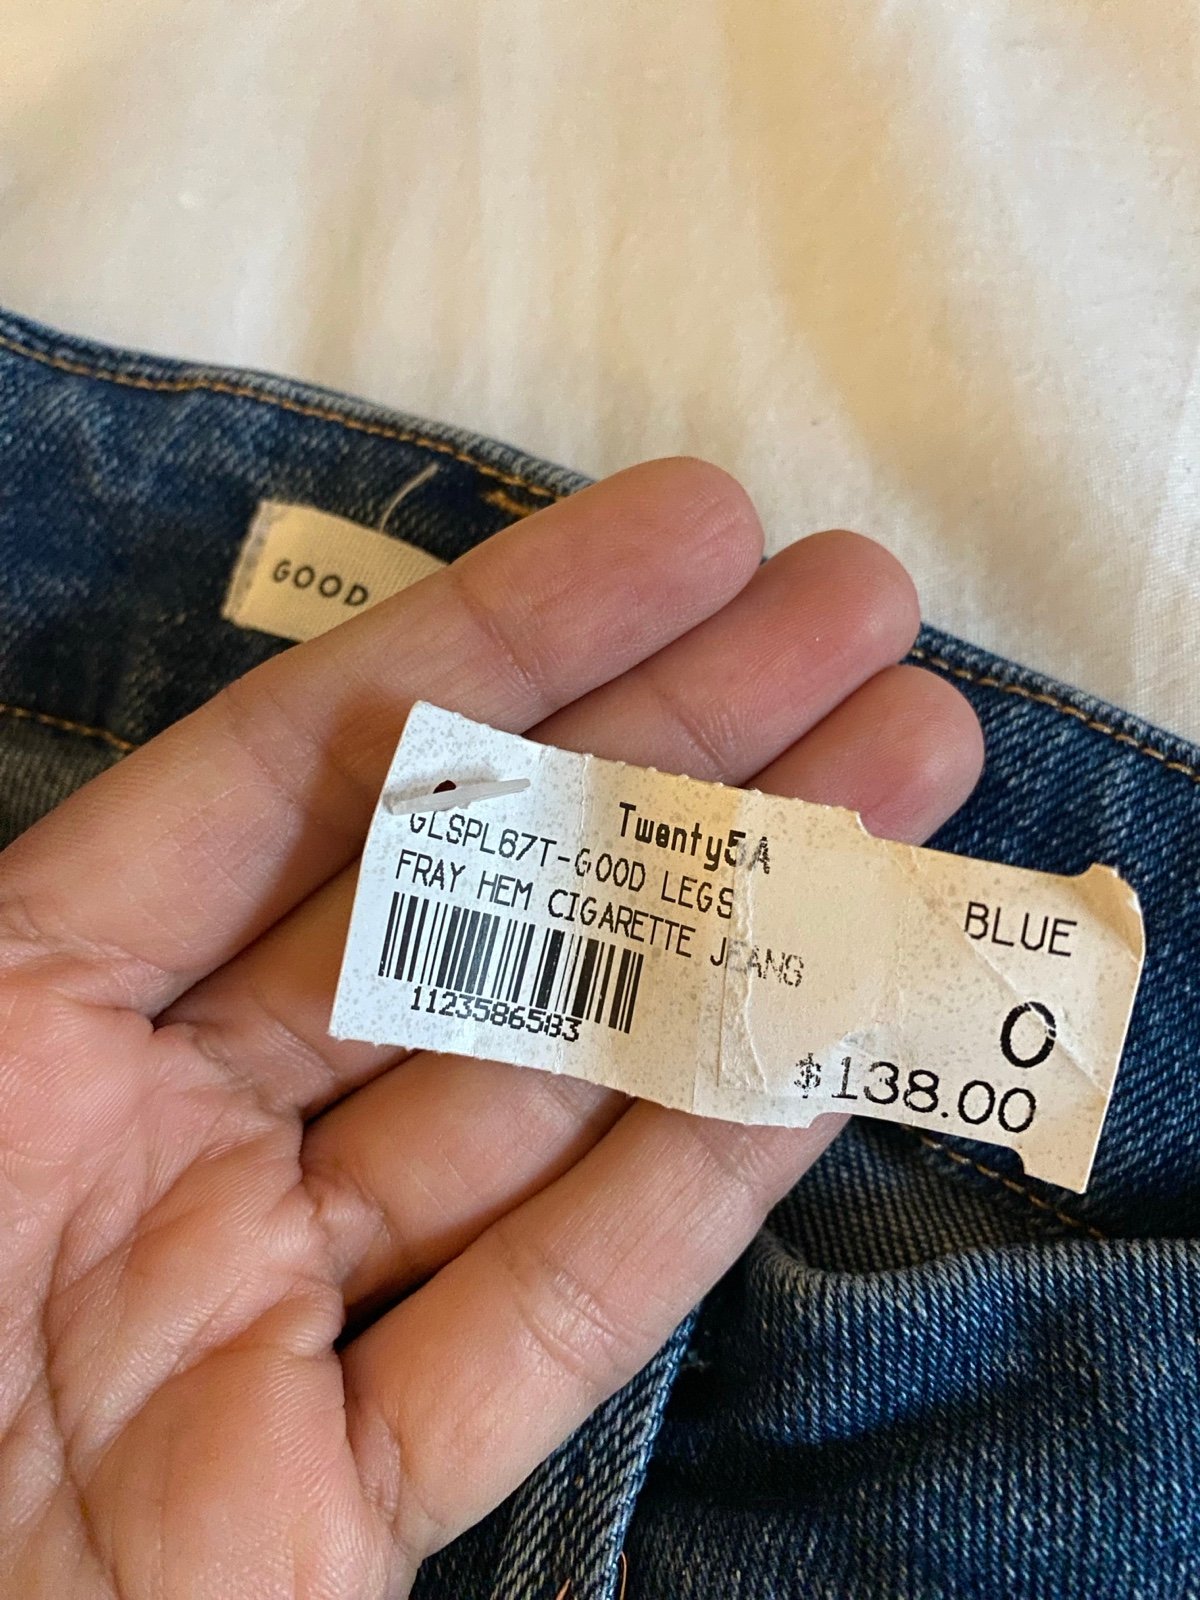 GOOD
Twenty5A
GLSPL67T-GOOD LEGS
FRAY HEM CIGARETTE JEANS
BLUE
1123586583
0
$138.00